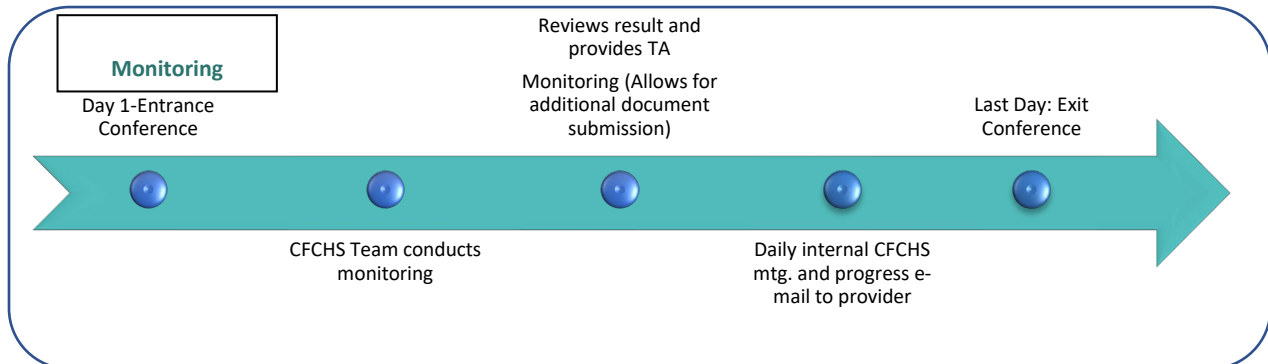 Monitoring
Day 1-Entrance
Conference
CFCHS Team conducts
monitoring
Reviews result and
provides TA
Monitoring (Allows for
additional document
submission)
Daily internal CFCHS
mtg. and progress e-
mail to provider
Last Day: Exit
Conference